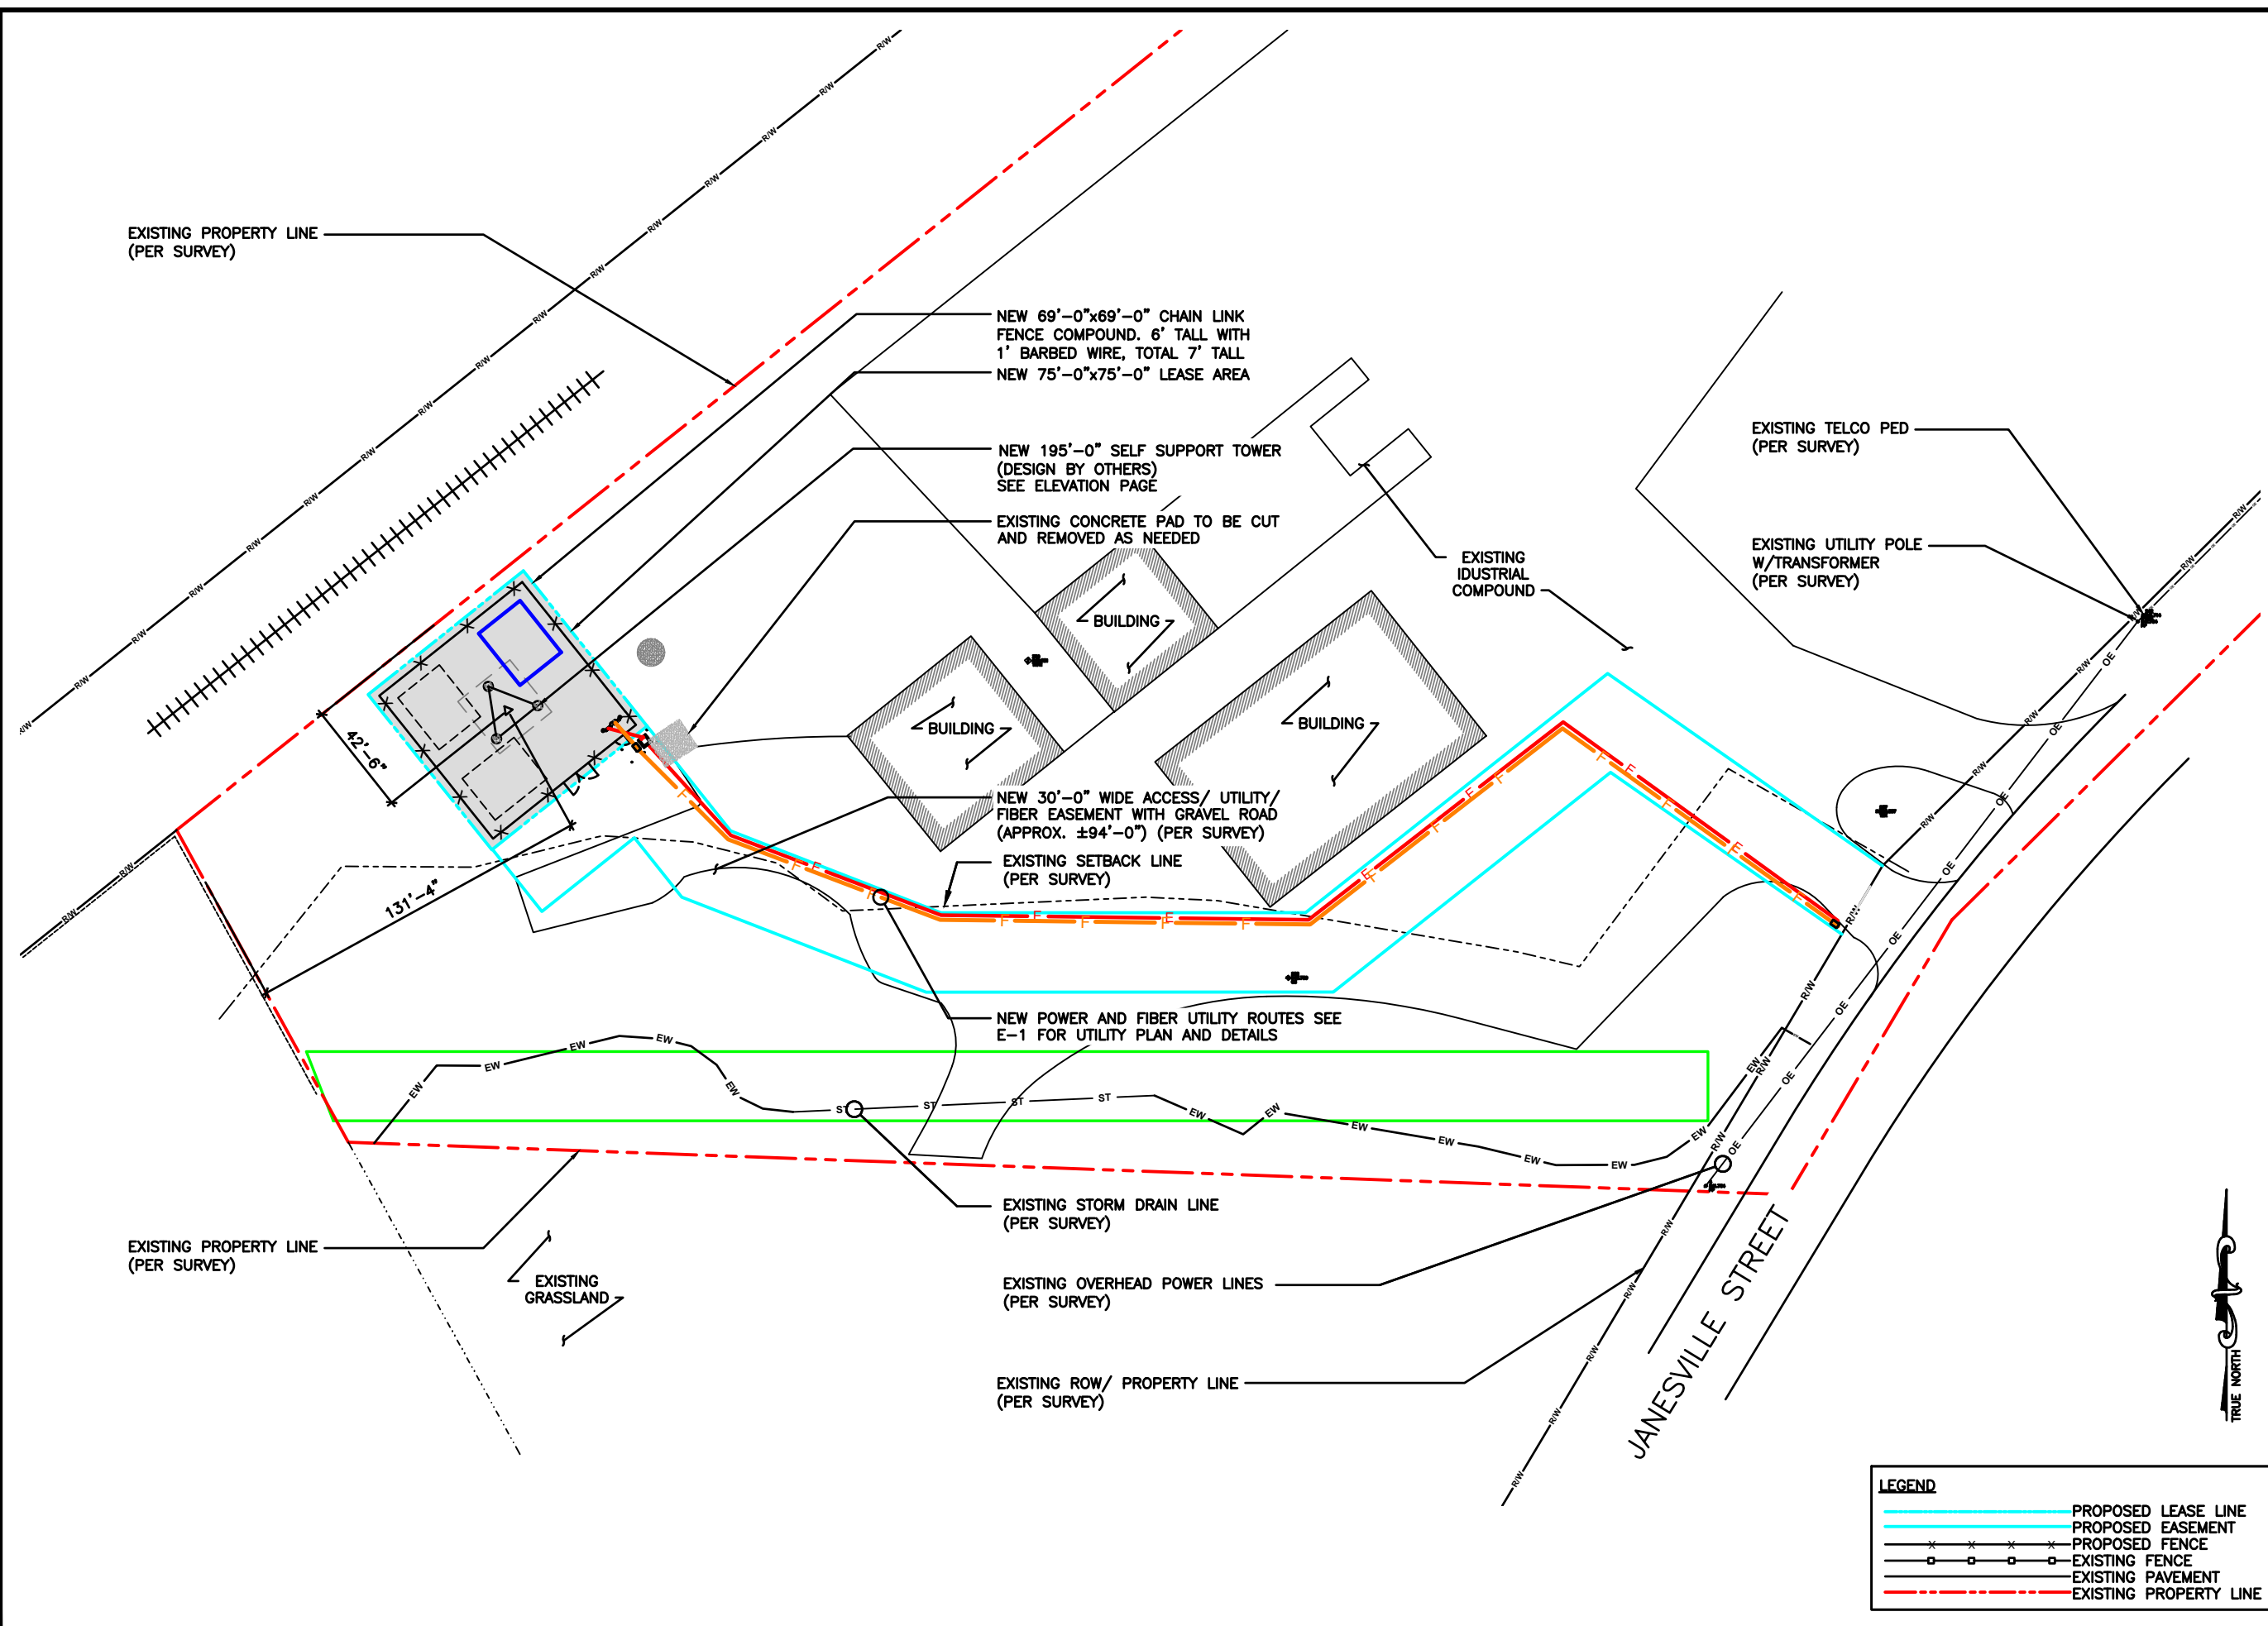 EXISTING PROPERTY LINE
(PER SURVEY)
NEW 69'-0"x69'-0" CHAIN LINK
FENCE COMPOUND. 6' TALL WITH
1' BARBED WIRE, TOTAL 7' TALL
NEW 75'-0"x75'-0" LEASE AREA
NEW 195'-0" SELF SUPPORT TOWER
(DESIGN BY OTHERS)
SEE ELEVATION PAGE
EXISTING CONCRETE PAD TO BE CUT
AND REMOVED AS NEEDED
EXISTING TELCO PED
(PER SURVEY)
EXISTING UTILITY POLE
W/TRANSFORMER
(PER SURVEY)
EXISTING
IDUSTRIAL
COMPOUND
BUILDING
BUILDING
BUILDING
42'-6"
131'-4"
NEW 30'-0" WIDE ACCESS/ UTILITY/
FIBER EASEMENT WITH GRAVEL ROAD
(APPROX. ±94'-0") (PER SURVEY)
EXISTING SETBACK LINE
(PER SURVEY)
NEW POWER AND FIBER UTILITY ROUTES SEE
E-1 FOR UTILITY PLAN AND DETAILS
EXISTING STORM DRAIN LINE
(PER SURVEY)
EXISTING PROPERTY LINE
(PER SURVEY)
EXISTING
GRASSLAND
EXISTING OVERHEAD POWER LINES
(PER SURVEY)
EXISTING ROW/ PROPERTY LINE
(PER SURVEY)
JANESVILLE STREET
TRUE NORTH
LEGEND
PROPOSED LEASE LINE
PROPOSED EASEMENT
PROPOSED FENCE
EXISTING FENCE
EXISTING PAVEMENT
EXISTING PROPERTY LINE